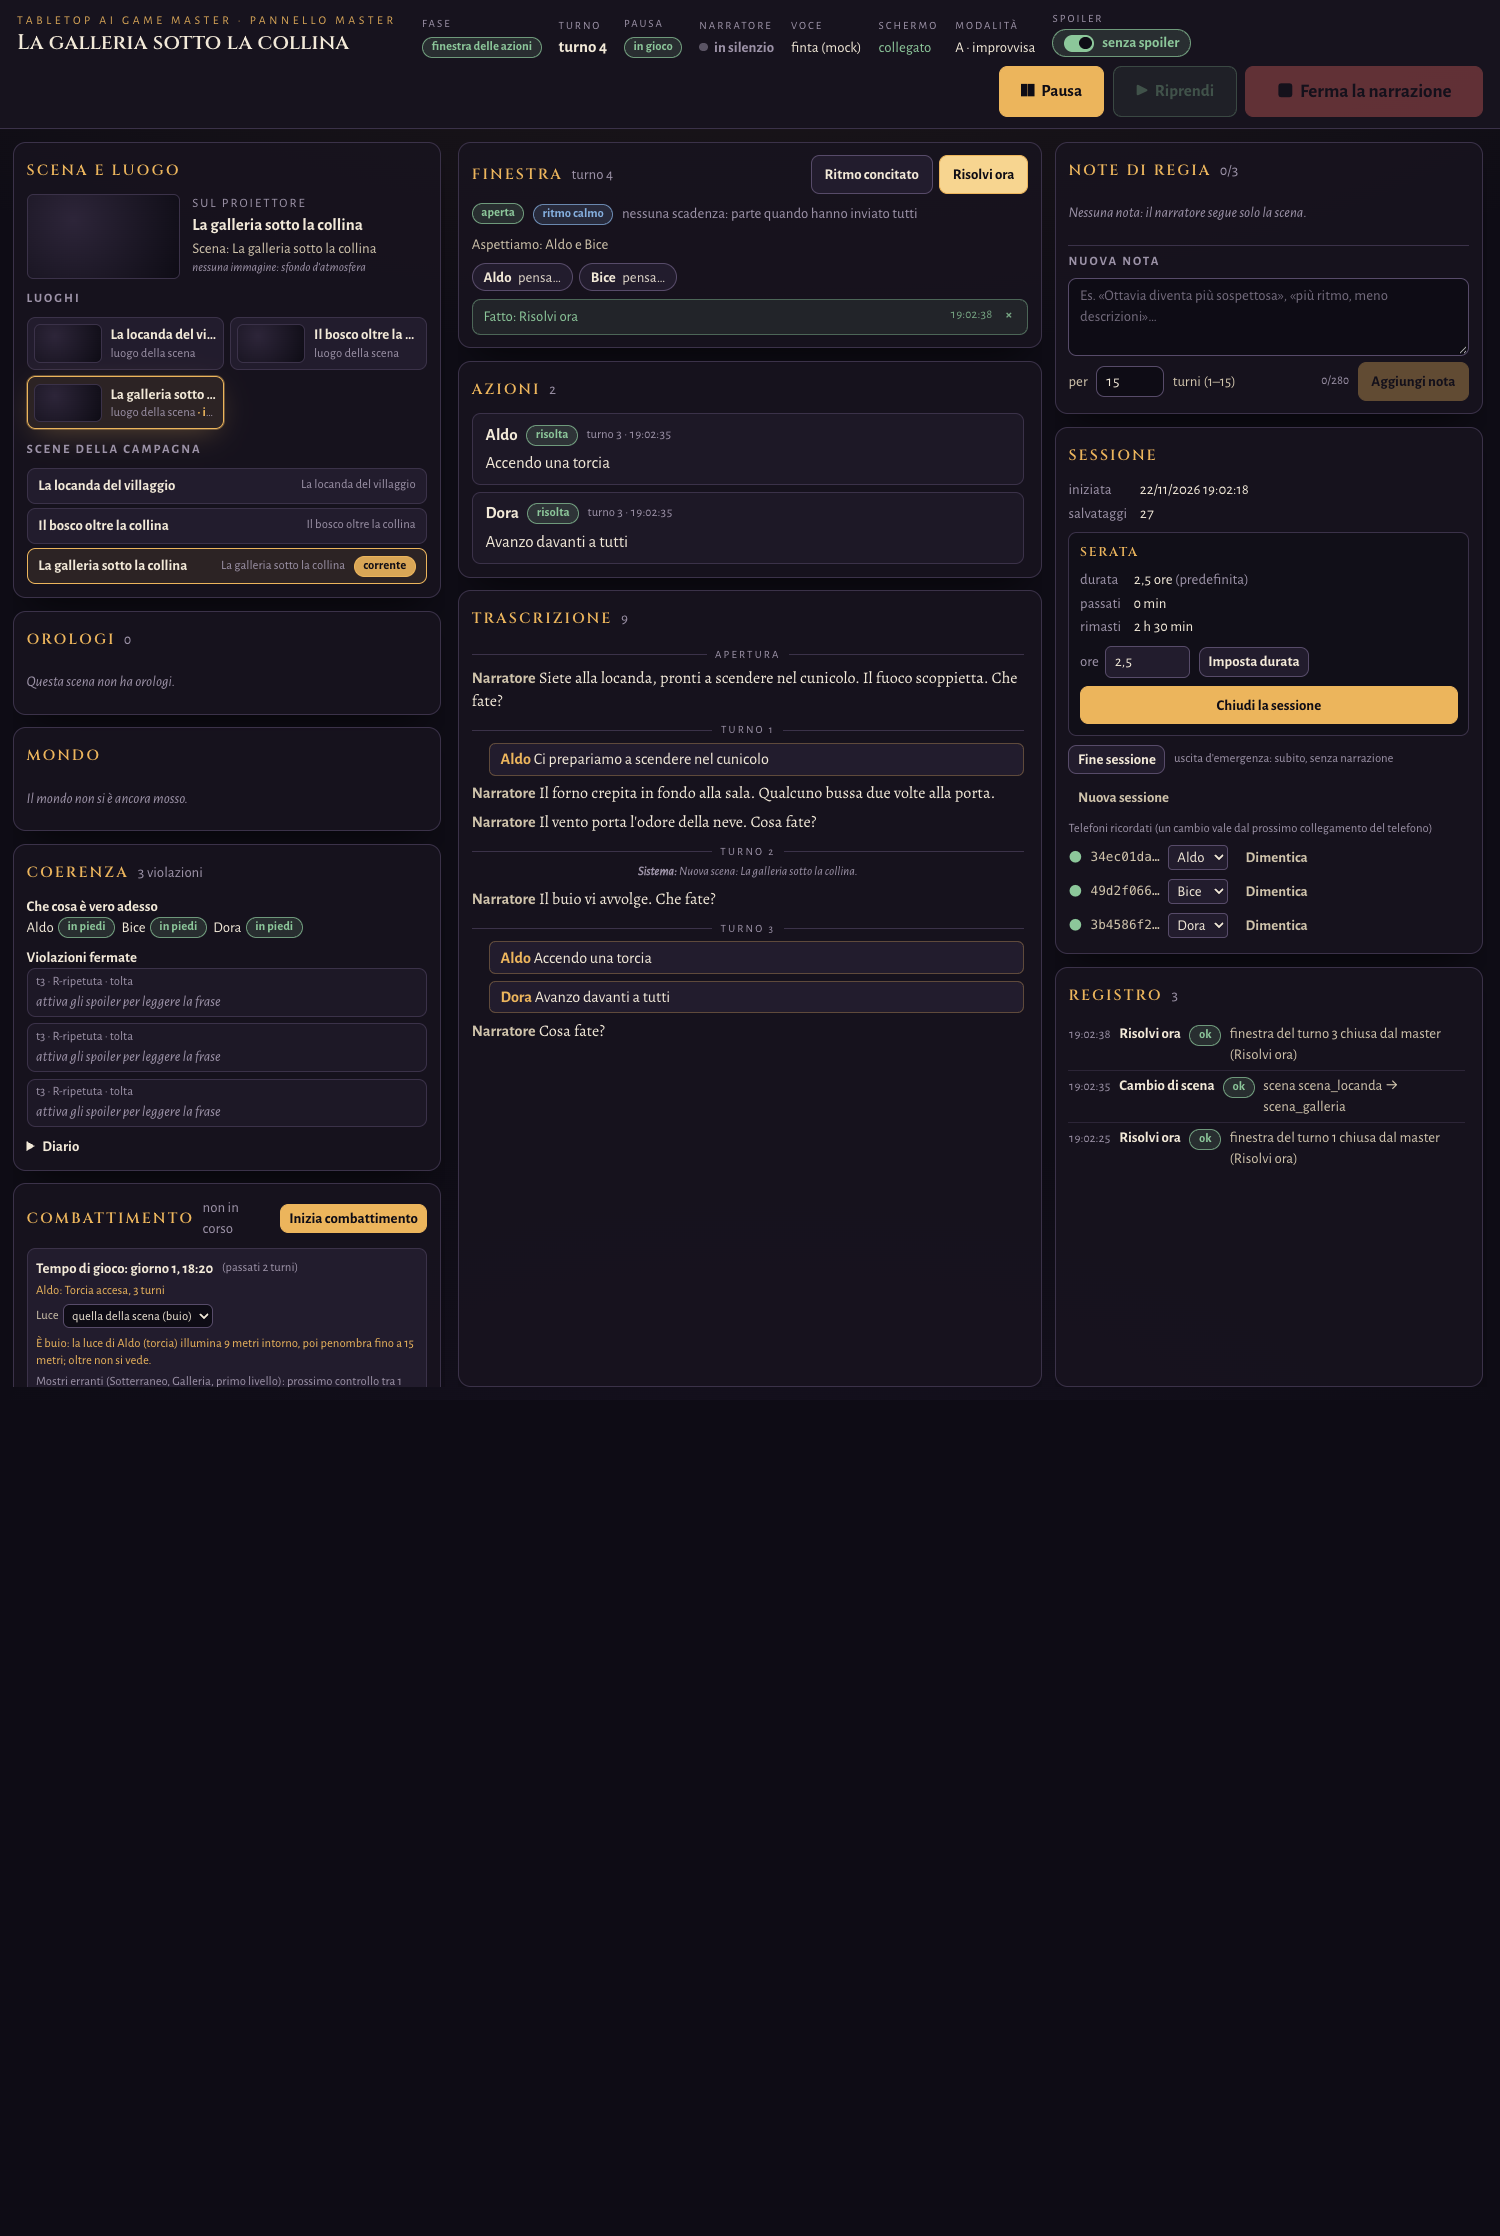 TABLETOP AI GAME MASTER · PANNELLO MASTER
La galleria sotto la collina
FASE
finestra delle azioni
TURNO
turno 4
PAUSA
in gioco
NARRATORE
in silenzio
VOCE
finta (mock)
SCHERMO
collegato
MODALITÀ
A · improvvisa
SPOILER
senza spoiler
Pausa
Riprendi
Ferma la narrazione
SCENA E LUOGO
SUL PROIETTORE
La galleria sotto la collina
Scena: La galleria sotto la collina
nessuna immagine: sfondo d'atmosfera
LUOGHI
La locanda del vi…
luogo della scena
Il bosco oltre la …
luogo della scena
La galleria sotto …
luogo della scena · i…
SCENE DELLA CAMPAGNA
La locanda del villaggio La locanda del villaggio
Il bosco oltre la collina Il bosco oltre la collina
La galleria sotto la collina La galleria sotto la collina corrente
OROLOGI 0
Questa scena non ha orologi.
MONDO
Il mondo non si è ancora mosso.
COERENZA 3 violazioni
Che cosa è vero adesso
Aldo in piedi Bice in piedi Dora in piedi
Violazioni fermate
t3 · R-ripetuta · tolta
attiva gli spoiler per leggere la frase
t3 · R-ripetuta · tolta
attiva gli spoiler per leggere la frase
t3 · R-ripetuta · tolta
attiva gli spoiler per leggere la frase
Diario
COMBATTIMENTO non in corso Inizia combattimento
Tempo di gioco: giorno 1, 18:20 (passati 2 turni)
Aldo: Torcia accesa, 3 turni
Luce quella della scena (buio)
È buio: la luce di Aldo (torcia) illumina 9 metri intorno, poi penombra fino a 15
metri; oltre non si vede.
Mostri erranti (Sotterraneo, Galleria, primo livello): prossimo controllo tra 1
FINESTRA turno 4
Ritmo concitato
Risolvi ora
aperta ritmo calmo nessuna scadenza: parte quando hanno inviato tutti
Aspettiamo: Aldo e Bice
Aldo pensa… Bice pensa…
Fatto: Risolvi ora 19:02:38 ×
AZIONI 2
Aldo risolta turno 3 · 19:02:35
Accendo una torcia
Dora risolta turno 3 · 19:02:35
Avanzo davanti a tutti
TRASCRIZIONE 9
APERTURA
Narratore Siete alla locanda, pronti a scendere nel cunicolo. Il fuoco scoppietta. Che
fate?
TURNO 1
Aldo Ci prepariamo a scendere nel cunicolo
Narratore Il forno crepita in fondo alla sala. Qualcuno bussa due volte alla porta.
Narratore Il vento porta l'odore della neve. Cosa fate?
TURNO 2
Sistema: Nuova scena: La galleria sotto la collina.
Narratore Il buio vi avvolge. Che fate?
TURNO 3
Aldo Accendo una torcia
Dora Avanzo davanti a tutti
Narratore Cosa fate?
NOTE DI REGIA 0/3
Nessuna nota: il narratore segue solo la scena.
NUOVA NOTA
Es. «Ottavia diventa più sospettosa», «più ritmo, meno
descrizioni»…
per 15 turni (1–15) 0/280 Aggiungi nota
SESSIONE
iniziata 22/11/2026 19:02:18
salvataggi 27
SERATA
durata 2,5 ore (predefinita)
passati 0 min
rimasti 2 h 30 min
ore 2,5 Imposta durata
Chiudi la sessione
Fine sessione uscita d'emergenza: subito, senza narrazione
Nuova sessione
Telefoni ricordati (un cambio vale dal prossimo collegamento del telefono)
34ec01da… Aldo Dimentica
49d2f066… Bice Dimentica
3b4586f2… Dora Dimentica
REGISTRO 3
19:02:38 Risolvi ora ok finestra del turno 3 chiusa dal master
(Risolvi ora)
19:02:35 Cambio di scena ok scena scena_locanda →
scena_galleria
19:02:25 Risolvi ora ok finestra del turno 1 chiusa dal master
(Risolvi ora)